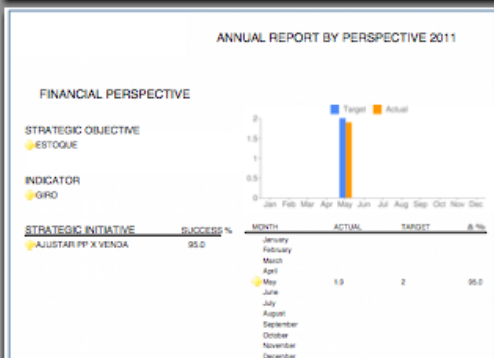 ANNUAL REPORT BY PERSPECTIVE 2011
FINANCIAL PERSPECTIVE
STRATEGIC OBJECTIVE
ESTOQUE
INDICATOR
GIRO
STRATEGIC INITIATIVE SUCCESS %
AJUSTAR PP X VENDA 95.0
Target Actual
2
1.5
1
0.5
0
Jan Feb Mar Apr May Jun Jul Aug Sep Oct Nov Dec
MONTH ACTUAL TARGET & %
January
February
March
April
May 1.9 2 95.0
June
July
August
September
October
November
December